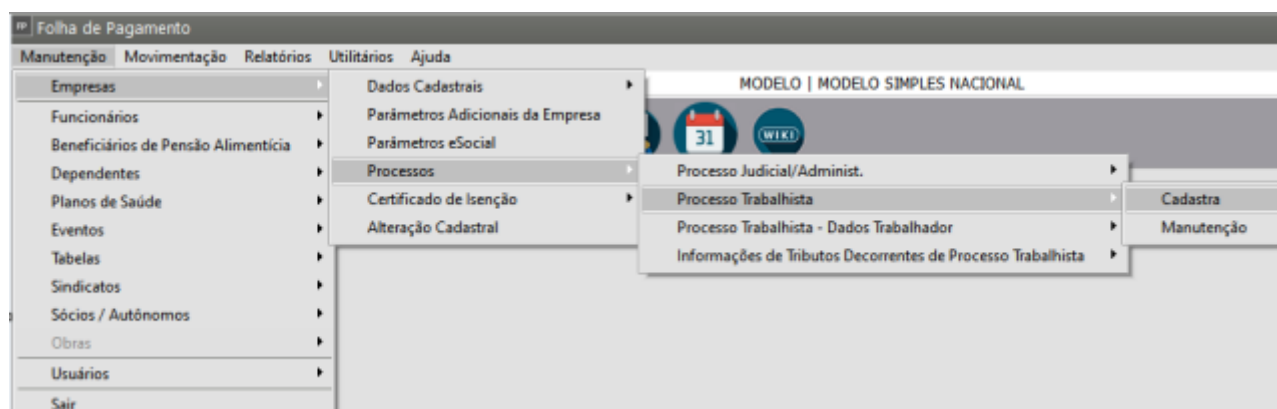 FP Folha de Pagamento
Manutenção Movimentação Relatórios Utilitários Ajuda
MODELO | MODELO SIMPLES NACIONAL
31 WIKI
Empresas
Funcionários
Beneficiários de Pensão Alimentícia
Dependentes
Planos de Saúde
Eventos
Tabelas
Sindicatos
Sócios / Autônomos
Obras
Usuários
Sair
Dados Cadastrais
Parâmetros Adicionais da Empresa
Parâmetros eSocial
Processos
Certificado de Isenção
Alteração Cadastral
Processo Judicial/Administ.
Processo Trabalhista
Processo Trabalhista - Dados Trabalhador
Informações de Tributos Decorrentes de Processo Trabalhista
Cadastra
Manutenção